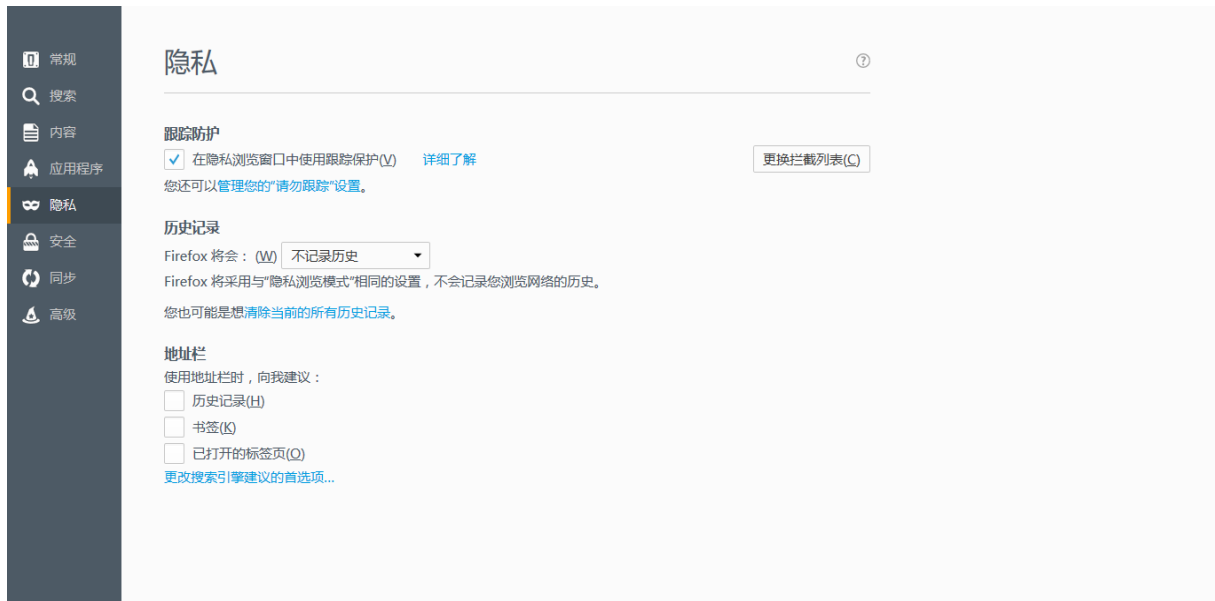 常规
搜索
内容
应用程序
隐私
安全
同步
高级
隐私
跟踪防护
在隐私浏览窗口中使用跟踪保护(V) 详细了解 更换拦截列表(C)
您还可以管理您的"请勿跟踪"设置。
历史记录
Firefox 将会： (W) 不记录历史
Firefox 将采用与"隐私浏览模式"相同的设置，不会记录您浏览网络的历史。
您也可能是想清除当前的所有历史记录。
地址栏
使用地址栏时，向我建议：
历史记录(H)
书签(K)
已打开的标签页(O)
更改搜索引擎建议的首选项...